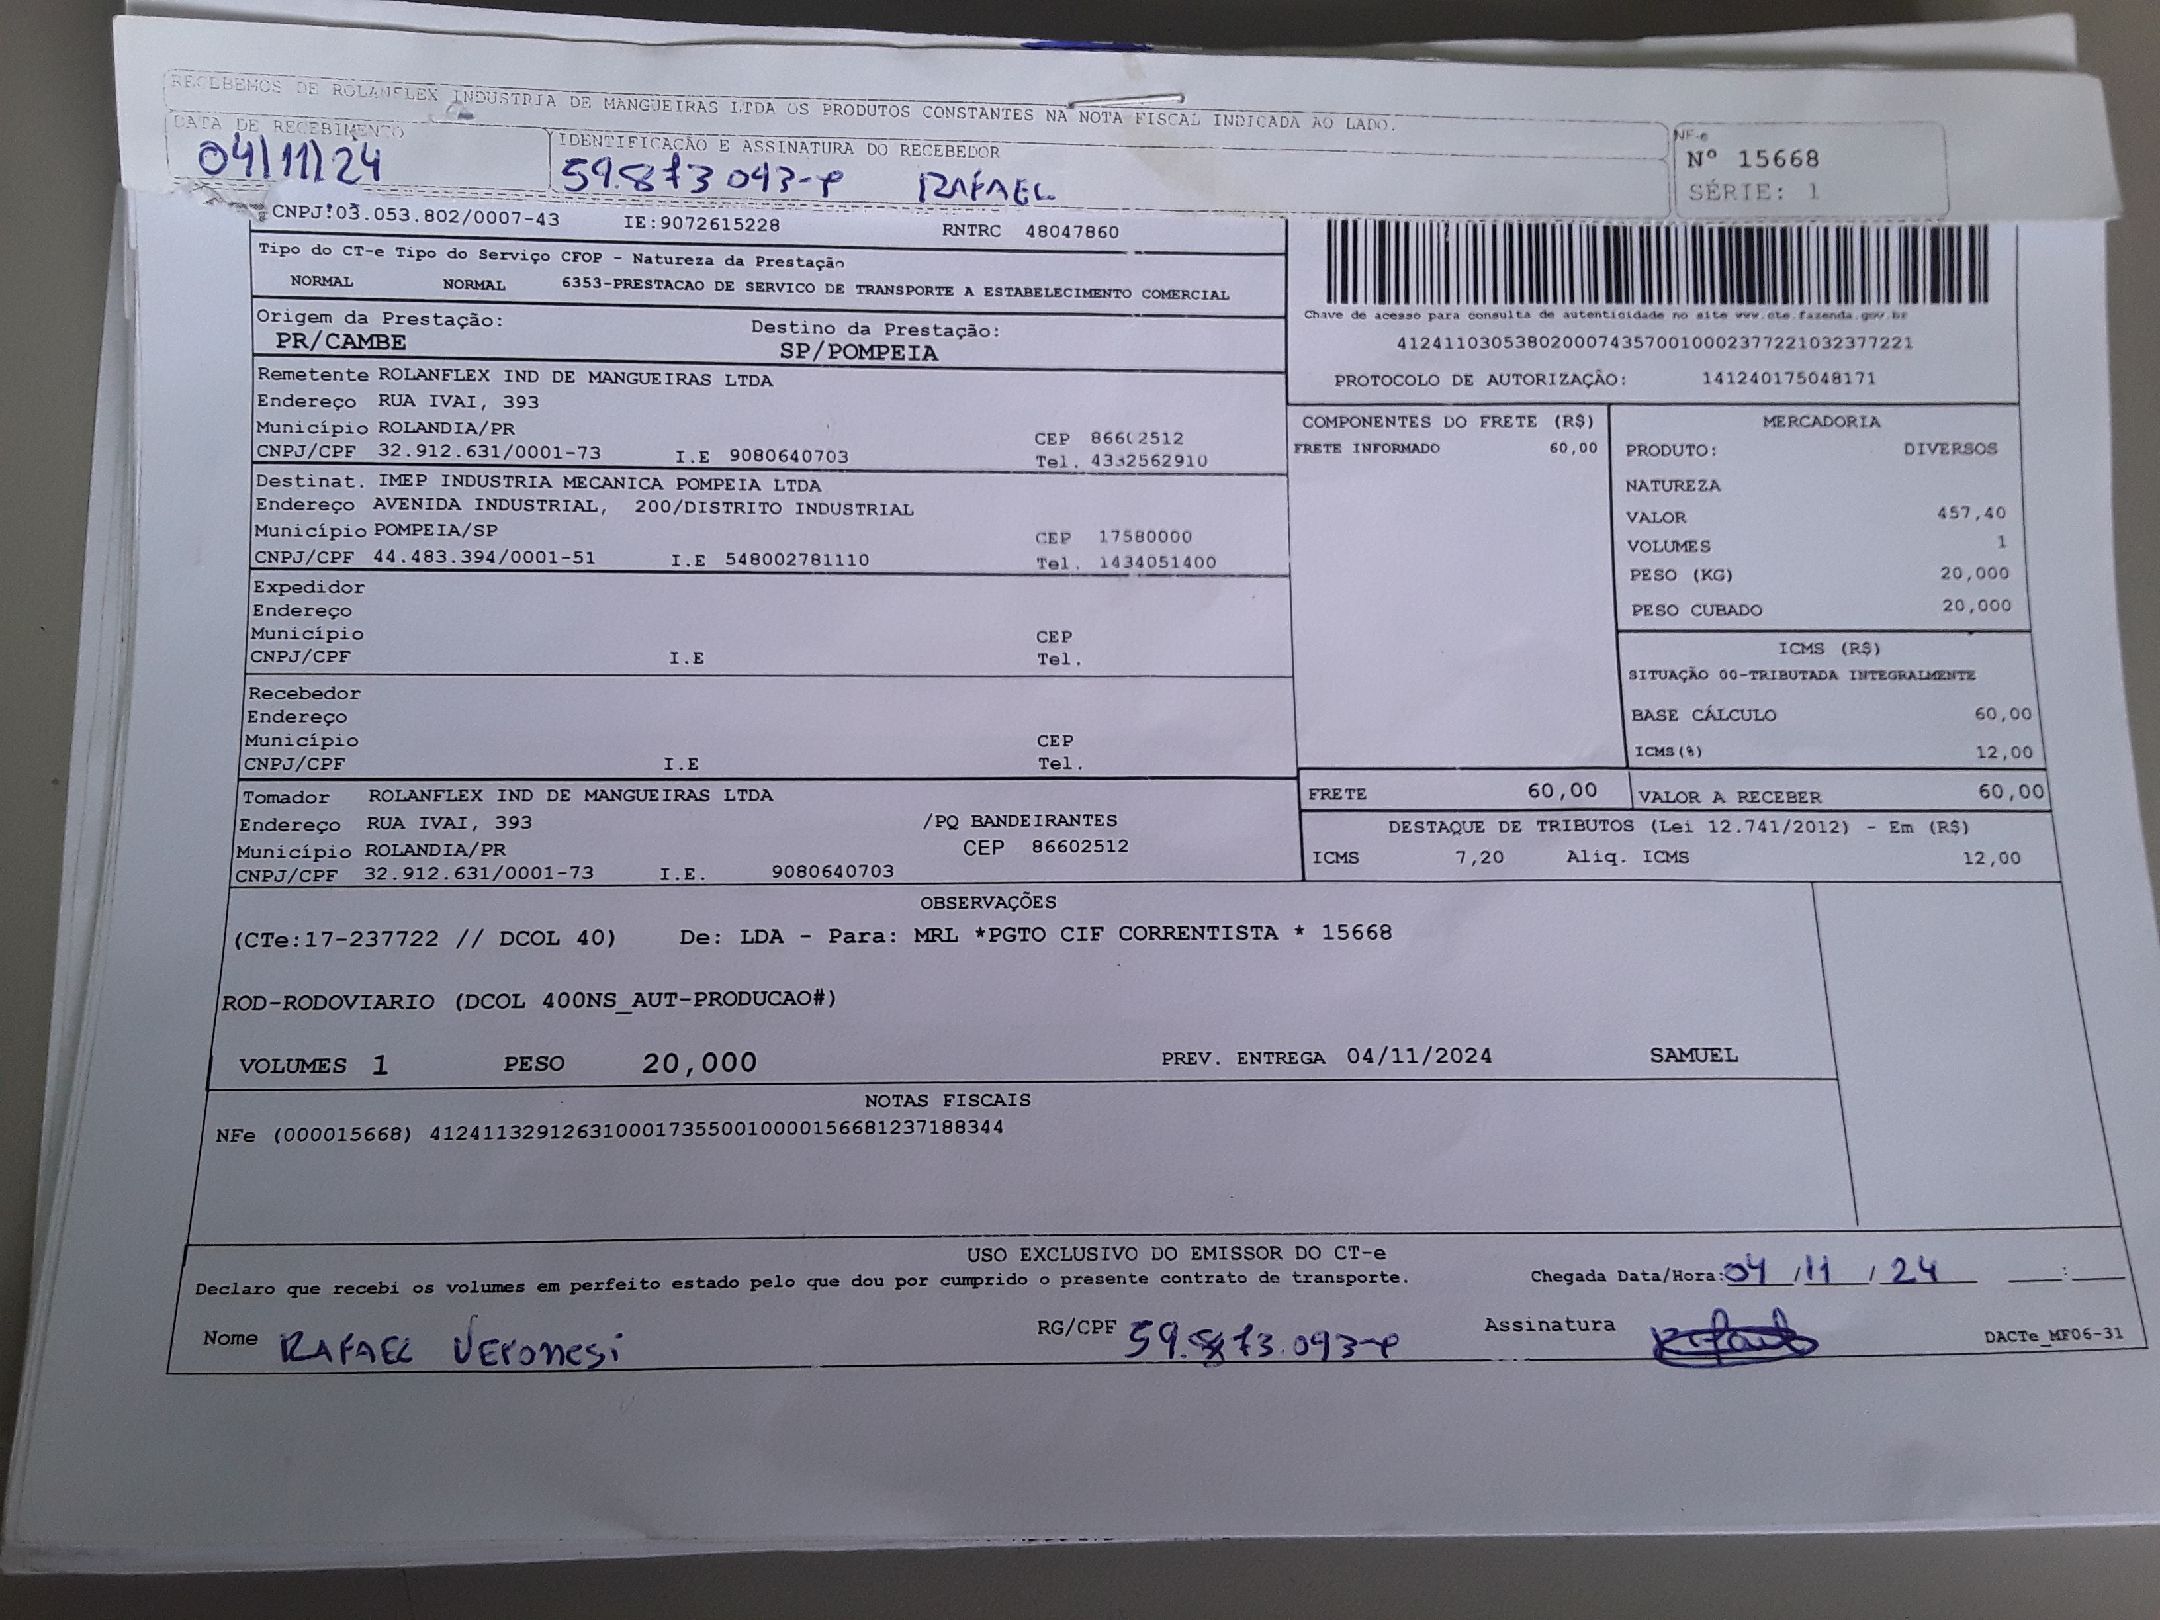 RECEBEMOS DE ROLANFLEX INDUSTRIA DE MANGUEIRAS LTDA OS PRODUTOS CONSTANTES NA NOTA FISCAL INDICADA AO LADO.
DATA DE RECEBIMENTO
04/11/24
IDENTIFICAÇÃO E ASSINATURA DO RECEBEDOR
RAFAEL
NF-e
Nº 15668
SÉRIE: 1
CNPJ:03.053.802/0007-43 IE:9072615228 RNTRC 48047860
Tipo do CT-e Tipo do Serviço CFOP - Natureza da Prestação
NORMAL NORMAL 6353-PRESTACAO DE SERVICO DE TRANSPORTE A ESTABELECIMENTO COMERCIAL
Origem da Prestação: Destino da Prestação:
PR/CAMBE SP/POMPEIA
Chave de acesso para consulta de autenticidade no site www.cte.fazenda.gov.br
41241103053802000743570010002377221032377221
PROTOCOLO DE AUTORIZAÇÃO: 141240175048171
Remetente ROLANFLEX IND DE MANGUEIRAS LTDA
Endereço RUA IVAI, 393
Município ROLANDIA/PR CEP 86602512
CNPJ/CPF 32.912.631/0001-73 I.E 9080640703 Tel. 4332562910
Destinat. IMEP INDUSTRIA MECANICA POMPEIA LTDA
Endereço AVENIDA INDUSTRIAL, 200/DISTRITO INDUSTRIAL
Município POMPEIA/SP CEP 17580000
CNPJ/CPF 44.483.394/0001-51 I.E 548002781110 Tel. 1434051400
Expedidor
Endereço
Município CEP
CNPJ/CPF I.E Tel.
Recebedor
Endereço
Município CEP
CNPJ/CPF I.E Tel.
Tomador ROLANFLEX IND DE MANGUEIRAS LTDA
Endereço RUA IVAI, 393 /PQ BANDEIRANTES
Município ROLANDIA/PR CEP 86602512
CNPJ/CPF 32.912.631/0001-73 I.E. 9080640703
COMPONENTES DO FRETE (R$)
FRETE INFORMADO 60,00
MERCADORIA
PRODUTO: DIVERSOS
NATUREZA
VALOR 457,40
VOLUMES 1
PESO (KG) 20,000
PESO CUBADO 20,000
ICMS (R$)
SITUAÇÃO 00-TRIBUTADA INTEGRALMENTE
BASE CÁLCULO 60,00
ICMS(%) 12,00
FRETE 60,00 VALOR A RECEBER 60,00
DESTAQUE DE TRIBUTOS (Lei 12.741/2012) - Em (R$)
ICMS 7,20 Aliq. ICMS 12,00
OBSERVAÇÕES
(CTe:17-237722 // DCOL 40) De: LDA - Para: MRL *PGTO CIF CORRENTISTA * 15668
ROD-RODOVIARIO (DCOL 400NS_AUT-PRODUCAO#)
VOLUMES 1 PESO 20,000 PREV. ENTREGA 04/11/2024 SAMUEL
NOTAS FISCAIS
NFe (000015668) 41241132912631000173550010000156681237188344
USO EXCLUSIVO DO EMISSOR DO CT-e
Declaro que recebi os volumes em perfeito estado pelo que dou por cumprido o presente contrato de transporte. Chegada Data/Hora: 04 / 11 / 24 :
Nome RAFAEL Veronesi RG/CPF Assinatura DACTe_MF06-31